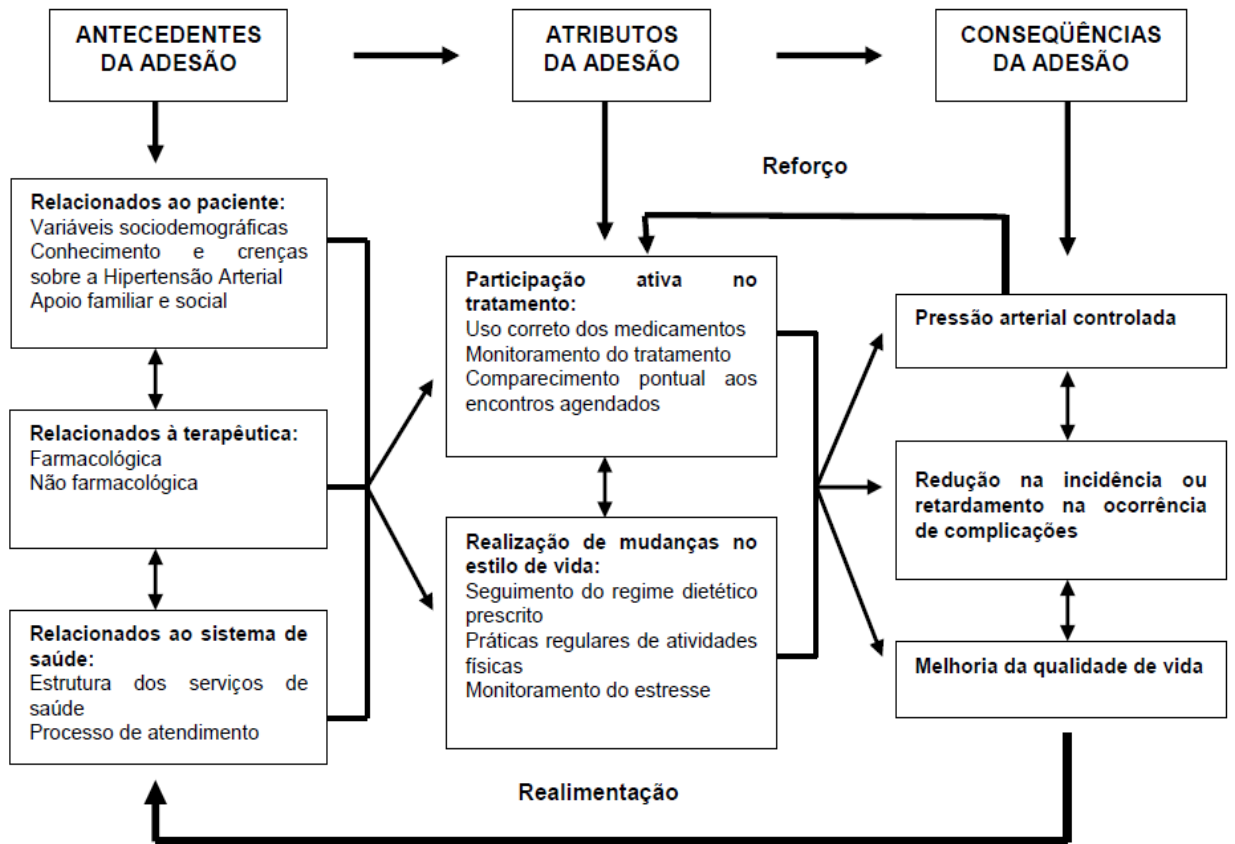 ANTECEDENTES
DA ADESÃO
ATRIBUTOS
DA ADESÃO
CONSEQÜÊNCIAS
DA ADESÃO
Reforço
Relacionados ao paciente:
Variáveis sociodemográficas
Conhecimento e crenças
sobre a Hipertensão Arterial
Apoio familiar e social
Relacionados à terapêutica:
Farmacológica
Não farmacológica
Relacionados ao sistema de
saúde:
Estrutura dos serviços de
saúde
Processo de atendimento
Participação ativa no
tratamento:
Uso correto dos medicamentos
Monitoramento do tratamento
Comparecimento pontual aos
encontros agendados
Realização de mudanças no
estilo de vida:
Seguimento do regime dietético
prescrito
Práticas regulares de atividades
físicas
Monitoramento do estresse
Pressão arterial controlada
Redução na incidência ou
retardamento na ocorrência
de complicações
Melhoria da qualidade de vida
Realimentação